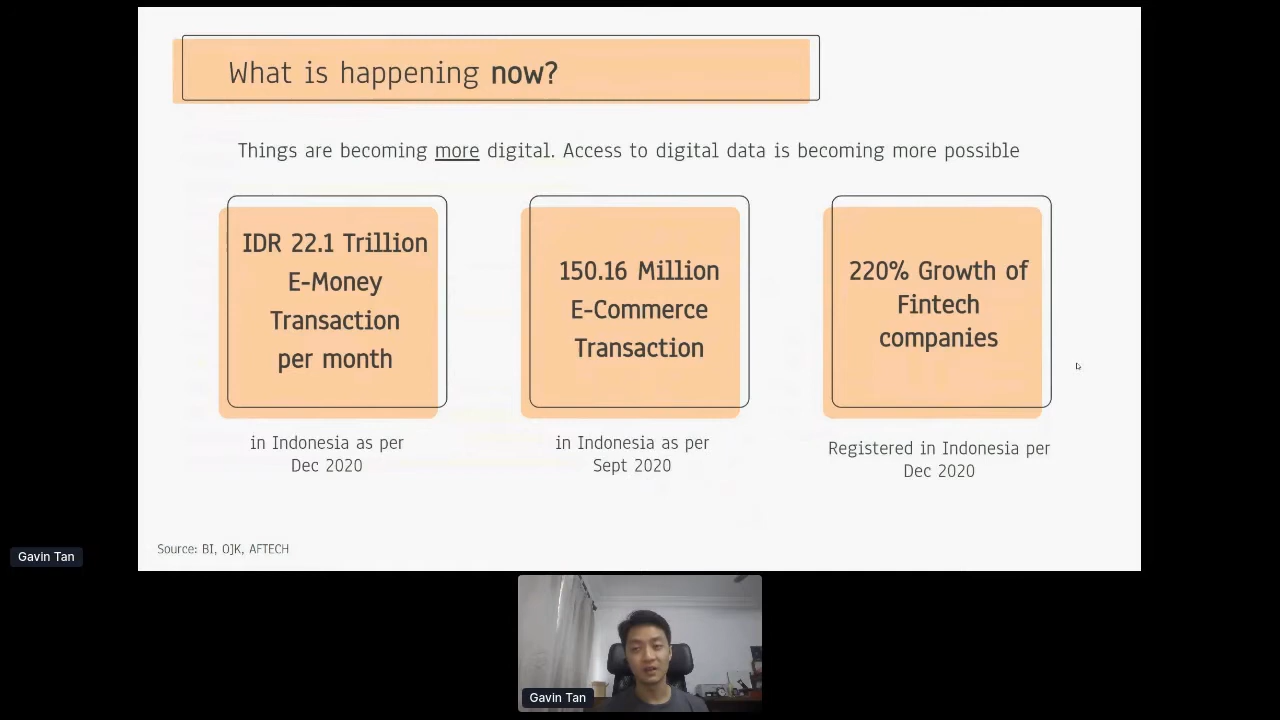 What is happening now?
Things are becoming more digital. Access to digital data is becoming more possible
IDR 22.1 Trillion
E-Money
Transaction
per month
in Indonesia as per
Dec 2020
150.16 Million
E-Commerce
Transaction
in Indonesia as per
Sept 2020
220% Growth of
Fintech
companies
Registered in Indonesia per
Dec 2020
Source: BI, OJK, AFTECH
Gavin Tan
Gavin Tan